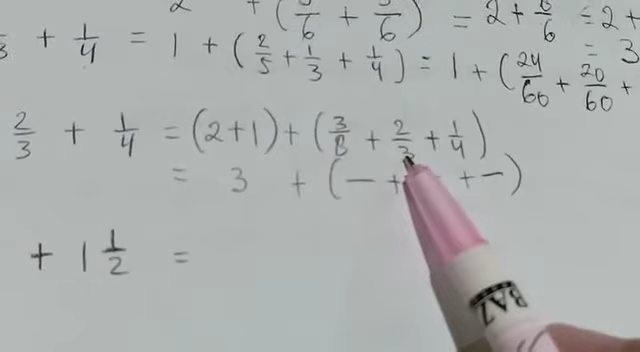 + (5/6 + 3/6) = 2 + 6/6 = 2 +
3 + 1/4 = 1 + (2/5 + 1/3 + 1/4) = 1 + (24/60 + 20/60 +
= 3
2/3 + 1/4 = (2+1) + (3/8 + 2/3 + 1/4)
= 3 + (— + — + —)
+ 1 1/2 =
BAZ